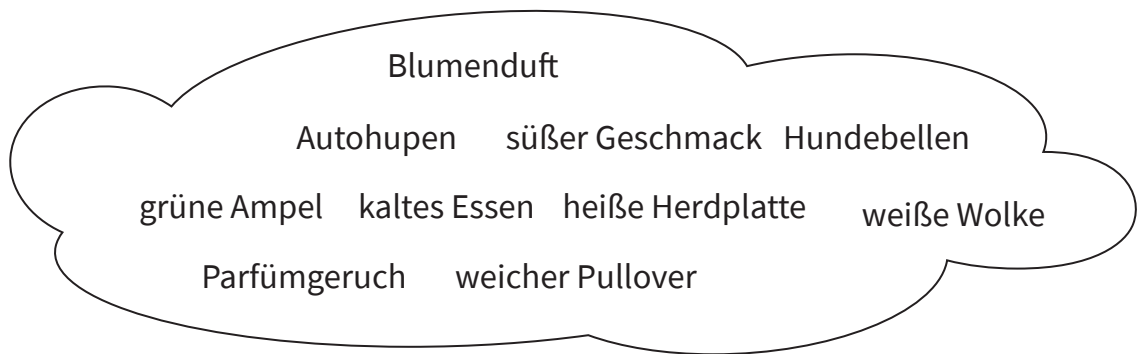 Blumenduft
Autohupen süßer Geschmack Hundebellen
grüne Ampel kaltes Essen heiße Herdplatte weiße Wolke
Parfümgeruch weicher Pullover